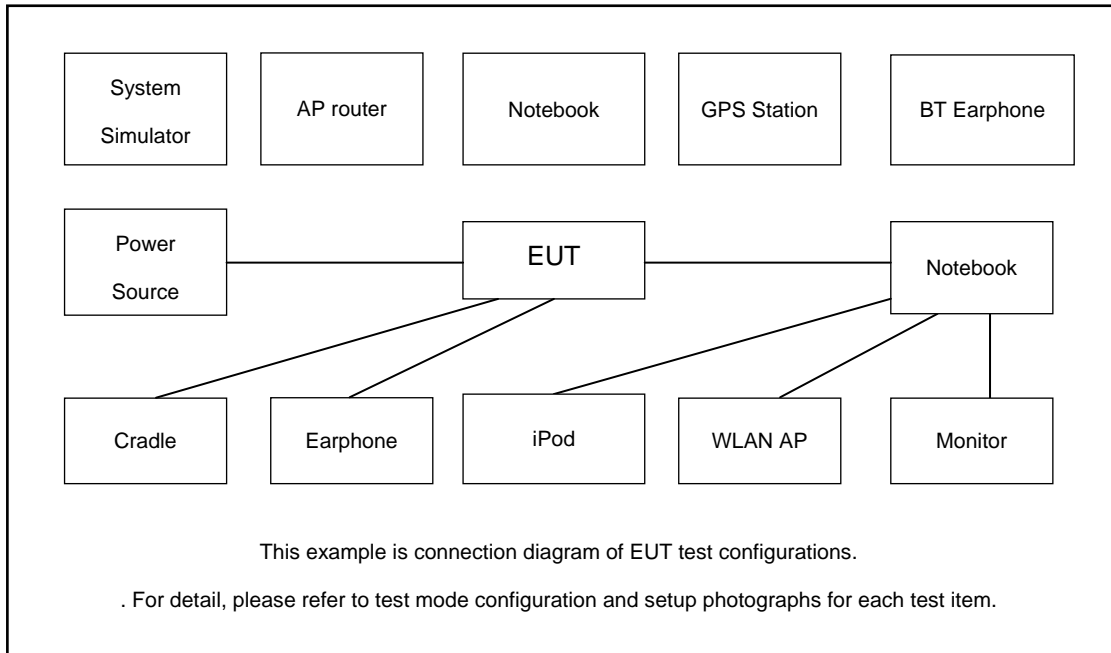 System
Simulator
AP router
Notebook
GPS Station
BT Earphone
Power
Source
EUT
Notebook
Cradle
Earphone
iPod
WLAN AP
Monitor
This example is connection diagram of EUT test configurations.
. For detail, please refer to test mode configuration and setup photographs for each test item.